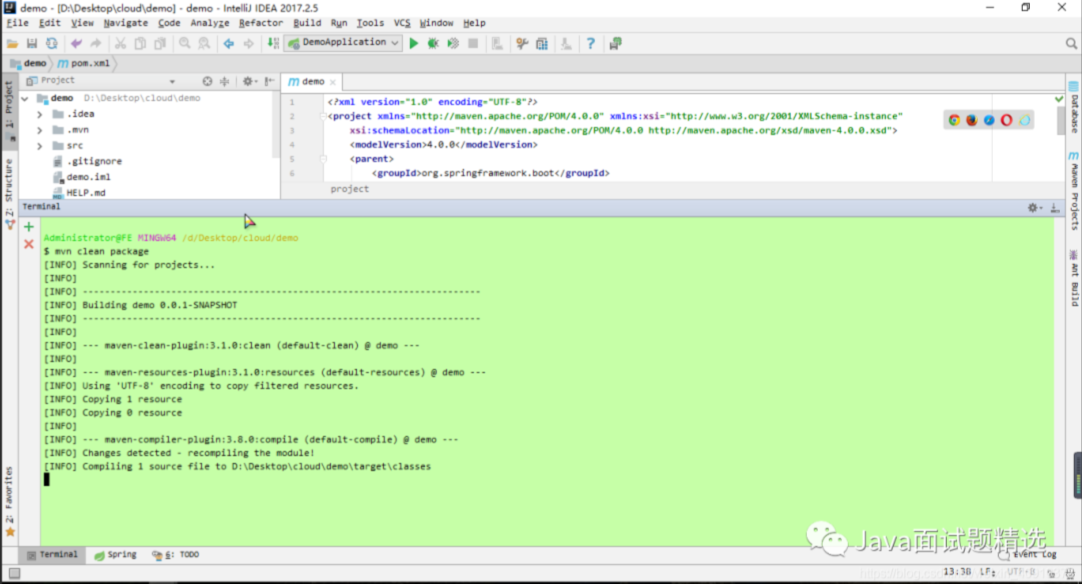 demo - [D:\Desktop\cloud\demo] - demo - IntelliJ IDEA 2017.2.5
File Edit View Navigate Code Analyze Refactor Build Run Tools VCS Window Help
DemoApplication
demo pom.xml
1: Project
Project
demo
demo D:\Desktop\cloud\demo
.idea
.mvn
src
.gitignore
demo.iml
HELP.md
1 <?xml version="1.0" encoding="UTF-8"?>
2 <project xmlns="http://maven.apache.org/POM/4.0.0" xmlns:xsi="http://www.w3.org/2001/XMLSchema-instance"
3 xsi:schemaLocation="http://maven.apache.org/POM/4.0.0 http://maven.apache.org/xsd/maven-4.0.0.xsd">
4 <modelVersion>4.0.0</modelVersion>
5 <parent>
6 <groupId>org.springframework.boot</groupId>
project
Database
Maven Projects
Ant Build
Z: Structure
2: Favorites
Terminal
Administrator@FE MINGW64 /d/Desktop/cloud/demo
$ mvn clean package
[INFO] Scanning for projects...
[INFO]
[INFO] ------------------------------------------------------------------------
[INFO] Building demo 0.0.1-SNAPSHOT
[INFO] ------------------------------------------------------------------------
[INFO]
[INFO] --- maven-clean-plugin:3.1.0:clean (default-clean) @ demo ---
[INFO]
[INFO] --- maven-resources-plugin:3.1.0:resources (default-resources) @ demo ---
[INFO] Using 'UTF-8' encoding to copy filtered resources.
[INFO] Copying 1 resource
[INFO] Copying 0 resource
[INFO]
[INFO] --- maven-compiler-plugin:3.8.0:compile (default-compile) @ demo ---
[INFO] Changes detected - recompiling the module!
[INFO] Compiling 1 source file to D:\Desktop\cloud\demo\target\classes
Java面试题精选
Terminal Spring 6: TODO
Event Log
13:38 LF: UTF-8